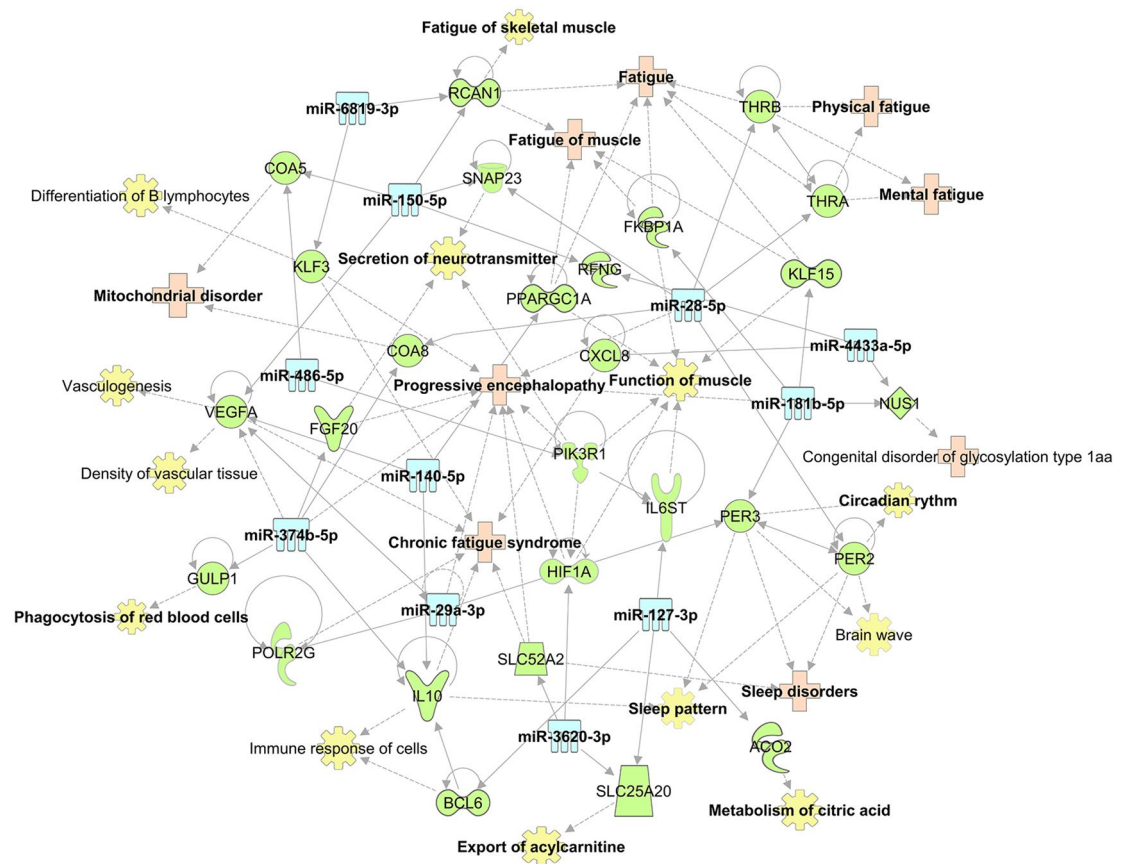 Fatigue of skeletal muscle
Fatigue
RCAN1
miR-6819-3p
THRB
Physical fatigue
Fatigue of muscle
COA5
SNAP23
Differentiation of B lymphocytes
miR-150-5p
Mental fatigue
THRA
FKBP1A
Secretion of neurotransmitter
KLF3
RFNG
KLF15
Mitochondrial disorder
PPARGC1A
miR-28-5p
miR-4433a-5p
COA8
CXCL8
miR-486-5p
Vasculogenesis
Progressive encephalopathy
Function of muscle
miR-181b-5p
NUS1
VEGFA
FGF20
PIK3R1
Congenital disorder of glycosylation type 1aa
Density of vascular tissue
miR-140-5p
Circadian rythm
IL6ST
PER3
miR-374b-5p
Chronic fatigue syndrome
PER2
HIF1A
GULP1
miR-29a-3p
miR-127-3p
Phagocytosis of red blood cells
Brain wave
POLR2G
SLC52A2
Sleep disorders
IL10
Sleep pattern
miR-3620-3p
Immune response of cells
ACO2
SLC25A20
BCL6
Metabolism of citric acid
Export of acylcarnitine